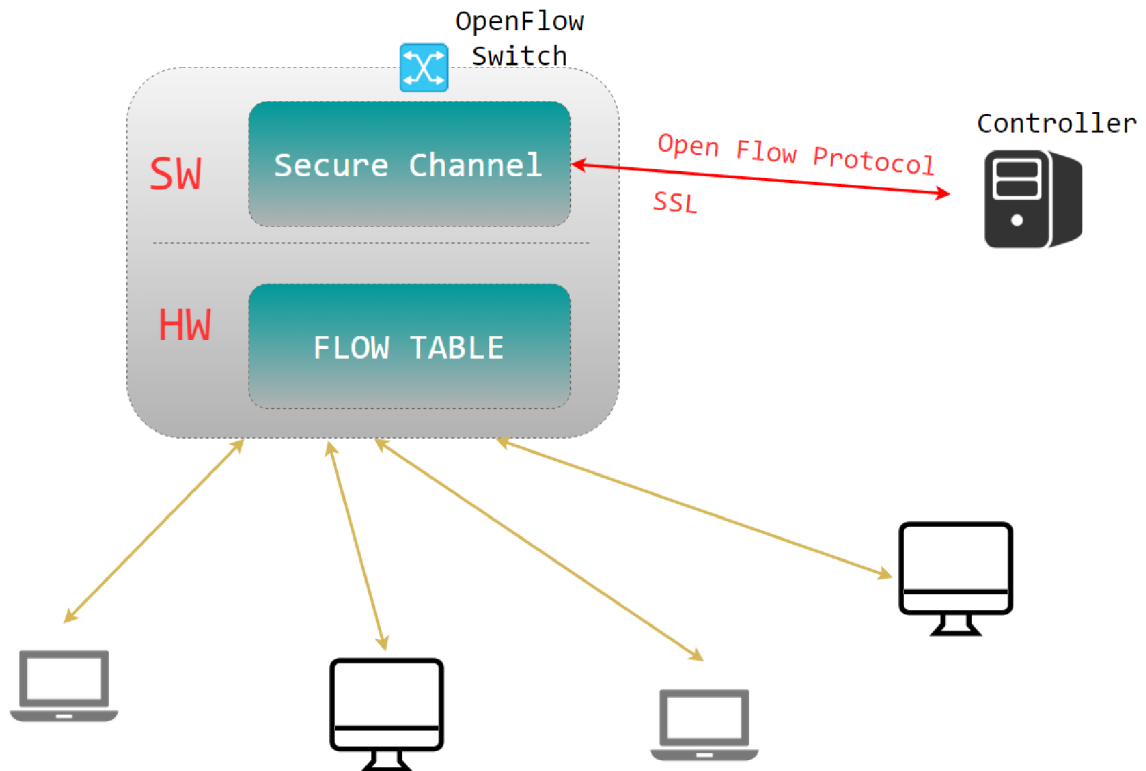 OpenFlow
Switch
Controller
SW
Secure Channel
Open Flow Protocol
SSL
HW
FLOW TABLE